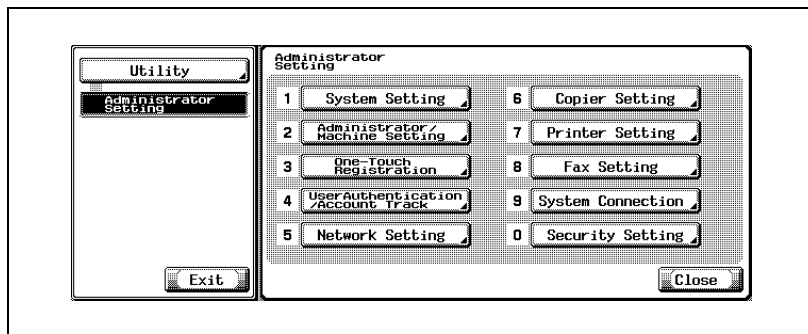 Utility
Administrator
Setting
Exit
Administrator
Setting
1 System Setting
2 Administrator/
Machine Setting
3 One-Touch
Registration
4 UserAuthentication
/Account Track
5 Network Setting
6 Copier Setting
7 Printer Setting
8 Fax Setting
9 System Connection
0 Security Setting
Close